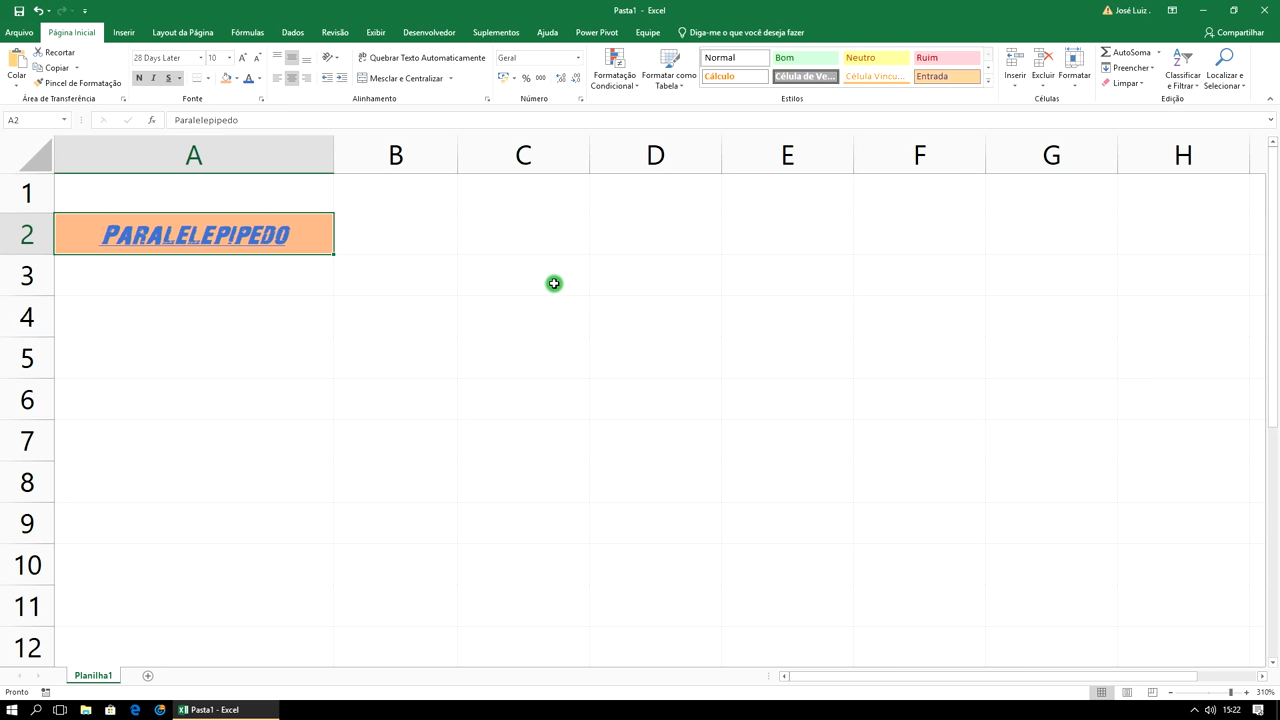 Pasta1 - Excel
José Luiz .
Arquivo Página Inicial Inserir Layout da Página Fórmulas Dados Revisão Exibir Desenvolvedor Suplementos Ajuda Power Pivot Equipe Diga-me o que você deseja fazer Compartilhar
Colar
Recortar
Copiar
Pincel de Formatação
Área de Transferência
28 Days Later 10
N I S
Fonte
Quebrar Texto Automaticamente
Mesclar e Centralizar
Alinhamento
Geral
% 000
Número
Formatação Condicional
Formatar como Tabela
Normal Bom Neutro Ruim
Cálculo Célula de Ve... Célula Vincu... Entrada
Estilos
Inserir Excluir Formatar
Células
AutoSoma
Preencher
Limpar
Classificar e Filtrar
Localizar e Selecionar
Edição
A2 fx Paralelepipedo
A B C D E F G H
1
2 Paralelepipedo
3
4
5
6
7
8
9
10
11
12
Planilha1
Pronto 310%
Pasta1 - Excel 15:22